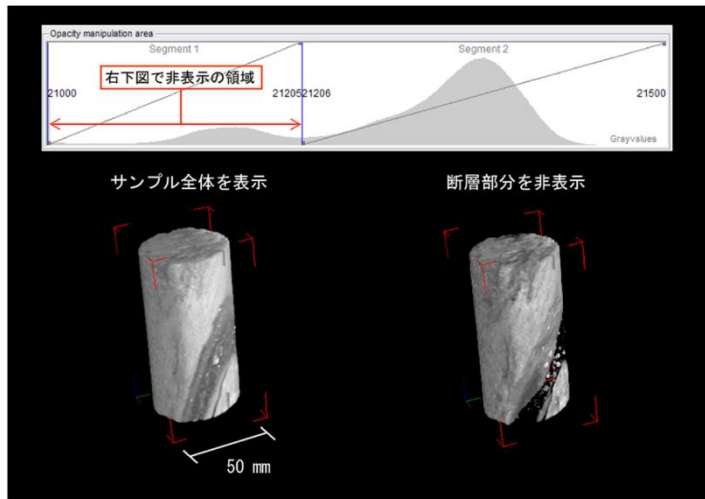 Opacity manipulation area
Segment 1
Segment 2
右下図で非表示の領域
21000
21205
21206
21500
Grayvalues
サンプル全体を表示
断層部分を非表示
50 mm